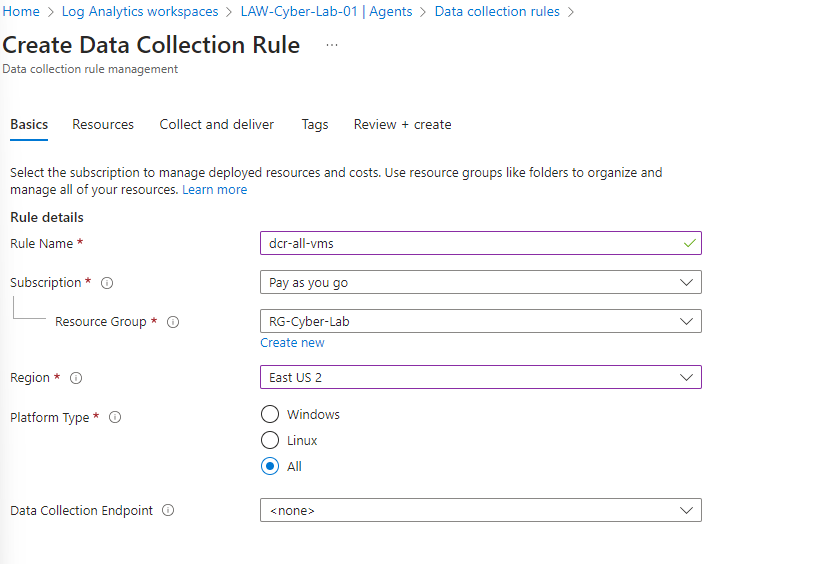 Home > Log Analytics workspaces > LAW-Cyber-Lab-01 | Agents > Data collection rules >
Create Data Collection Rule ...
Data collection rule management
Basics Resources Collect and deliver Tags Review + create
Select the subscription to manage deployed resources and costs. Use resource groups like folders to organize and
manage all of your resources. Learn more
Rule details
Rule Name * dcr-all-vms
Subscription * Pay as you go
Resource Group * RG-Cyber-Lab
Create new
Region * East US 2
Platform Type * Windows
Linux
All
Data Collection Endpoint <none>